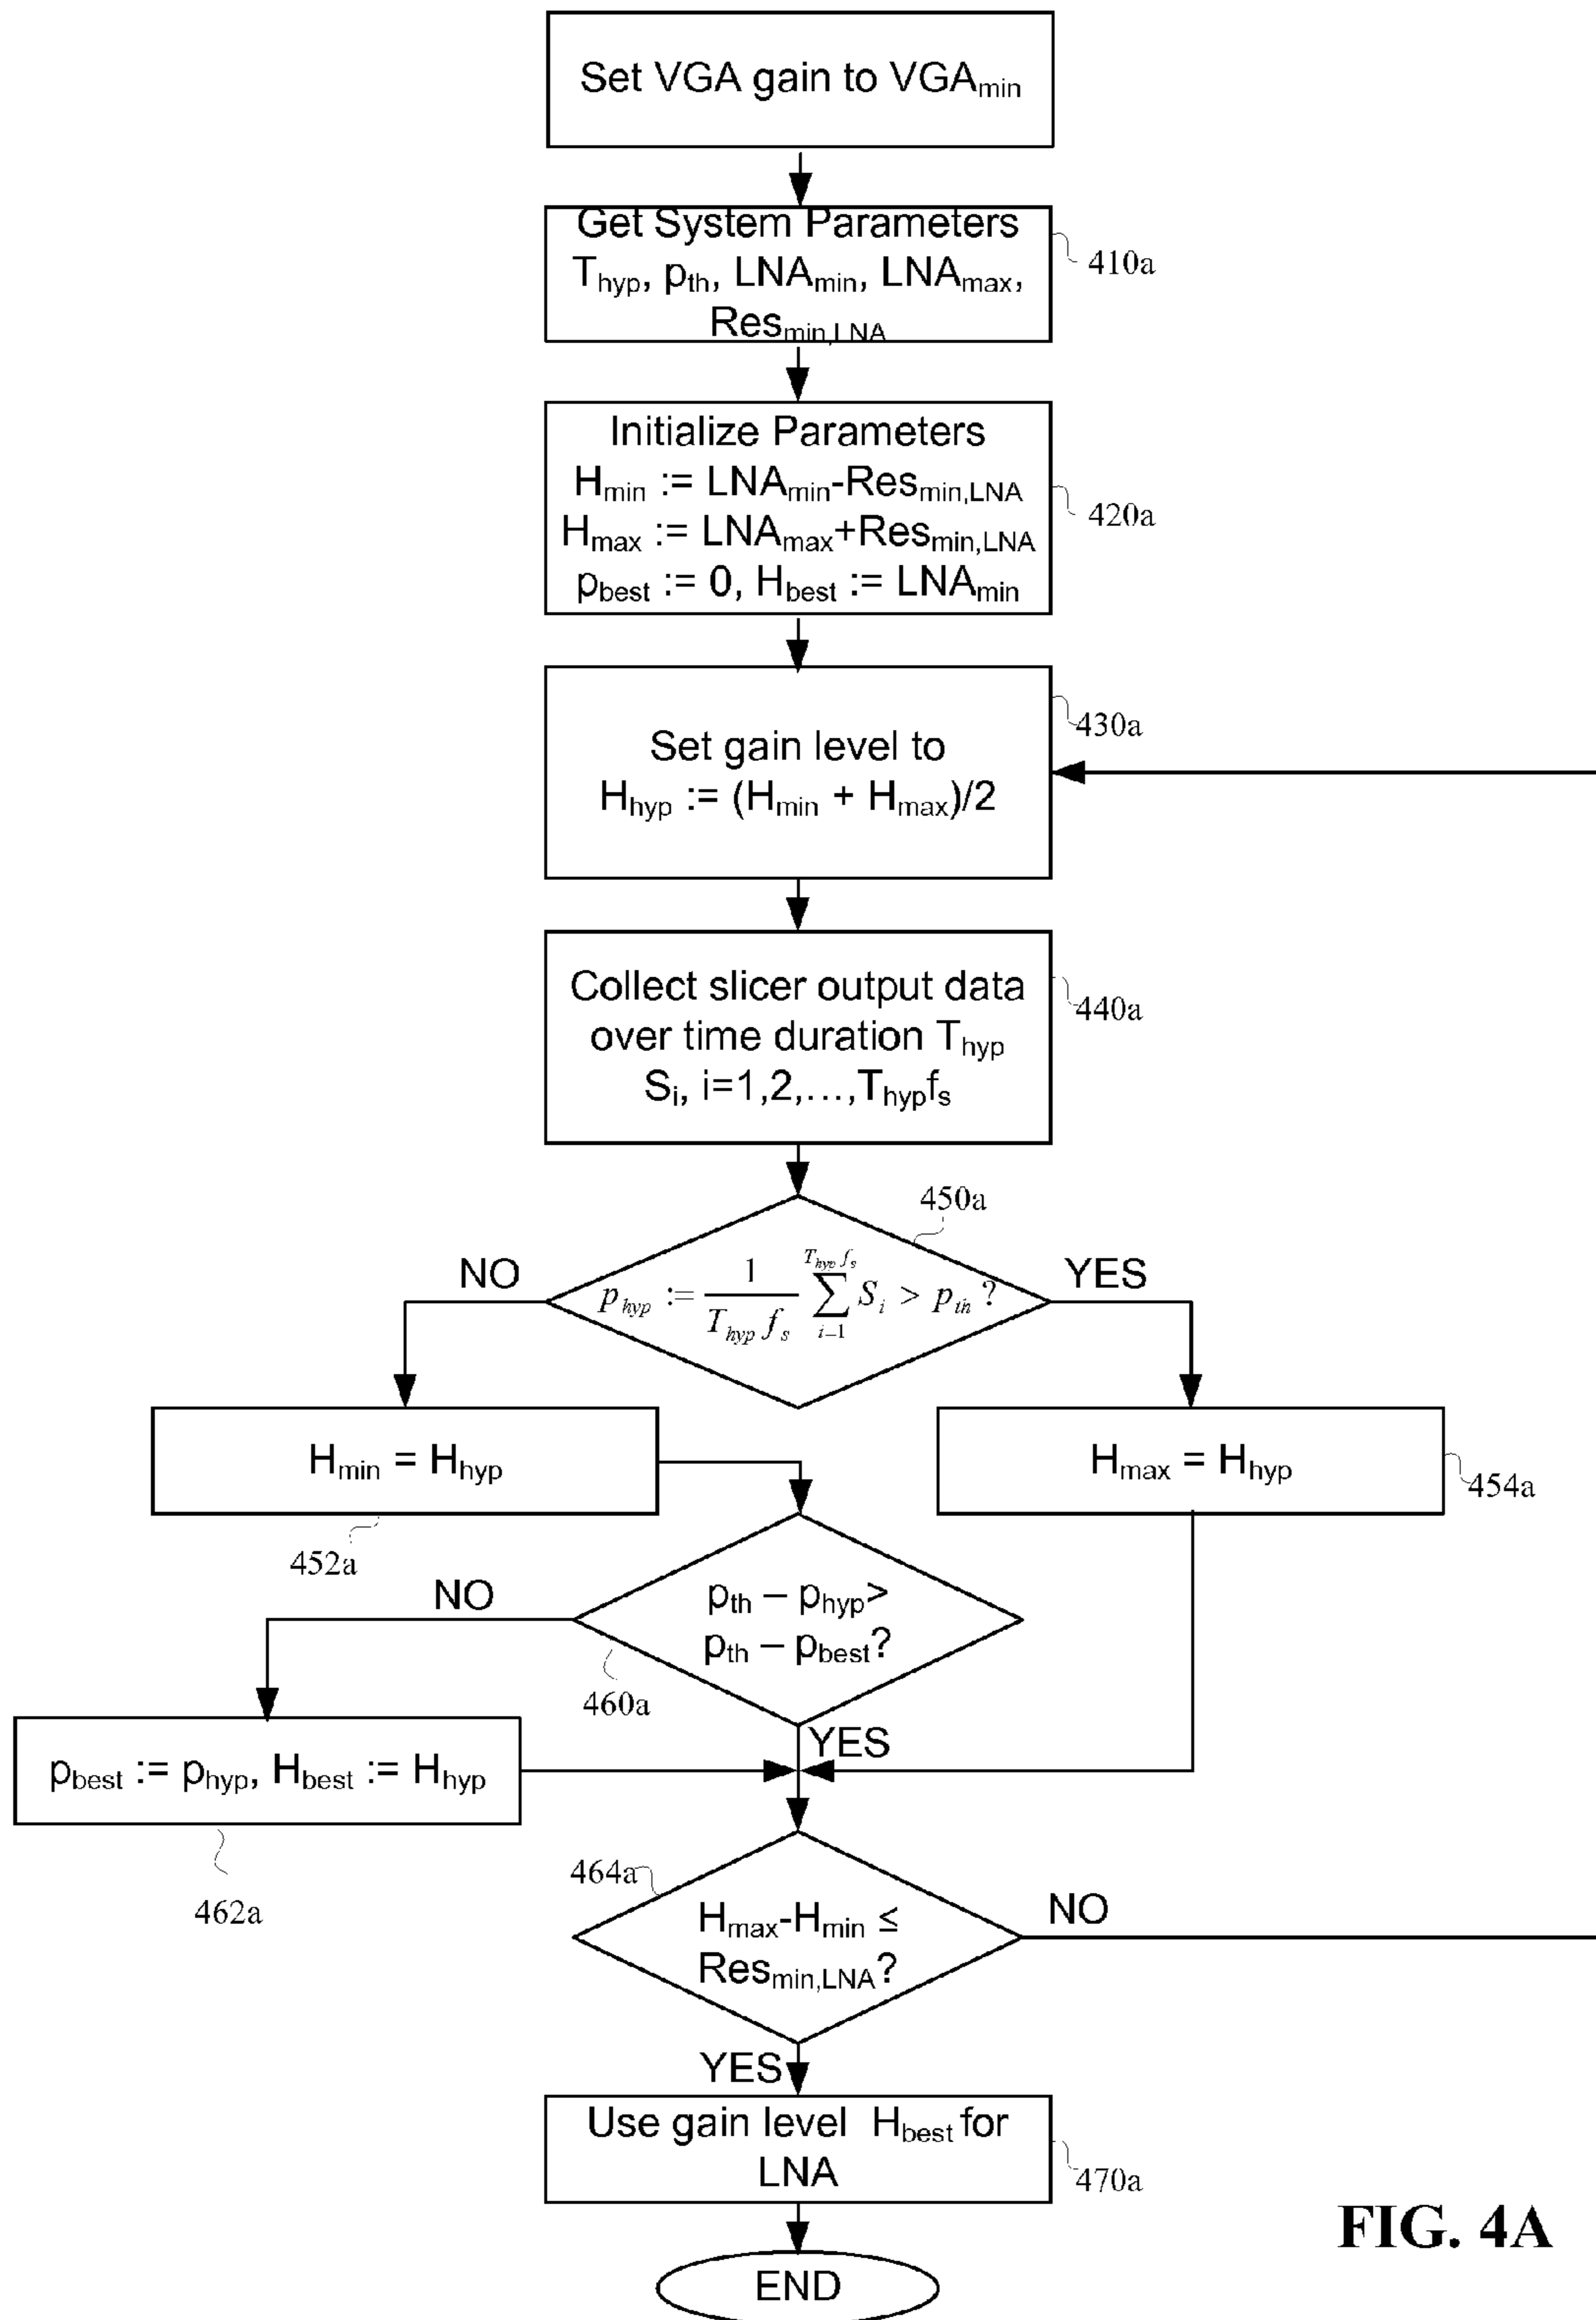 Set VGA gain to VGAmin
Get System Parameters
Thyp, pth, LNAmin, LNAmax,
Resmin,LNA
410a
Initialize Parameters
Hmin := LNAmin-Resmin,LNA
Hmax := LNAmax+Resmin,LNA
pbest := 0, Hbest := LNAmin
420a
430a
Set gain level to
Hhyp := (Hmin + Hmax)/2
Collect slicer output data
over time duration Thyp
Si, i=1,2,…,Thypfs
440a
450a
NO
phyp := 1/(Thyp fs) ∑i=1Thyp fs Si > pth ?
YES
Hmin = Hhyp
452a
Hmax = Hhyp
454a
NO
pth – phyp>
pth – pbest?
460a
YES
pbest := phyp, Hbest := Hhyp
462a
464a
Hmax-Hmin ≤
Resmin,LNA?
NO
YES
Use gain level Hbest for
LNA
470a
END
FIG. 4A